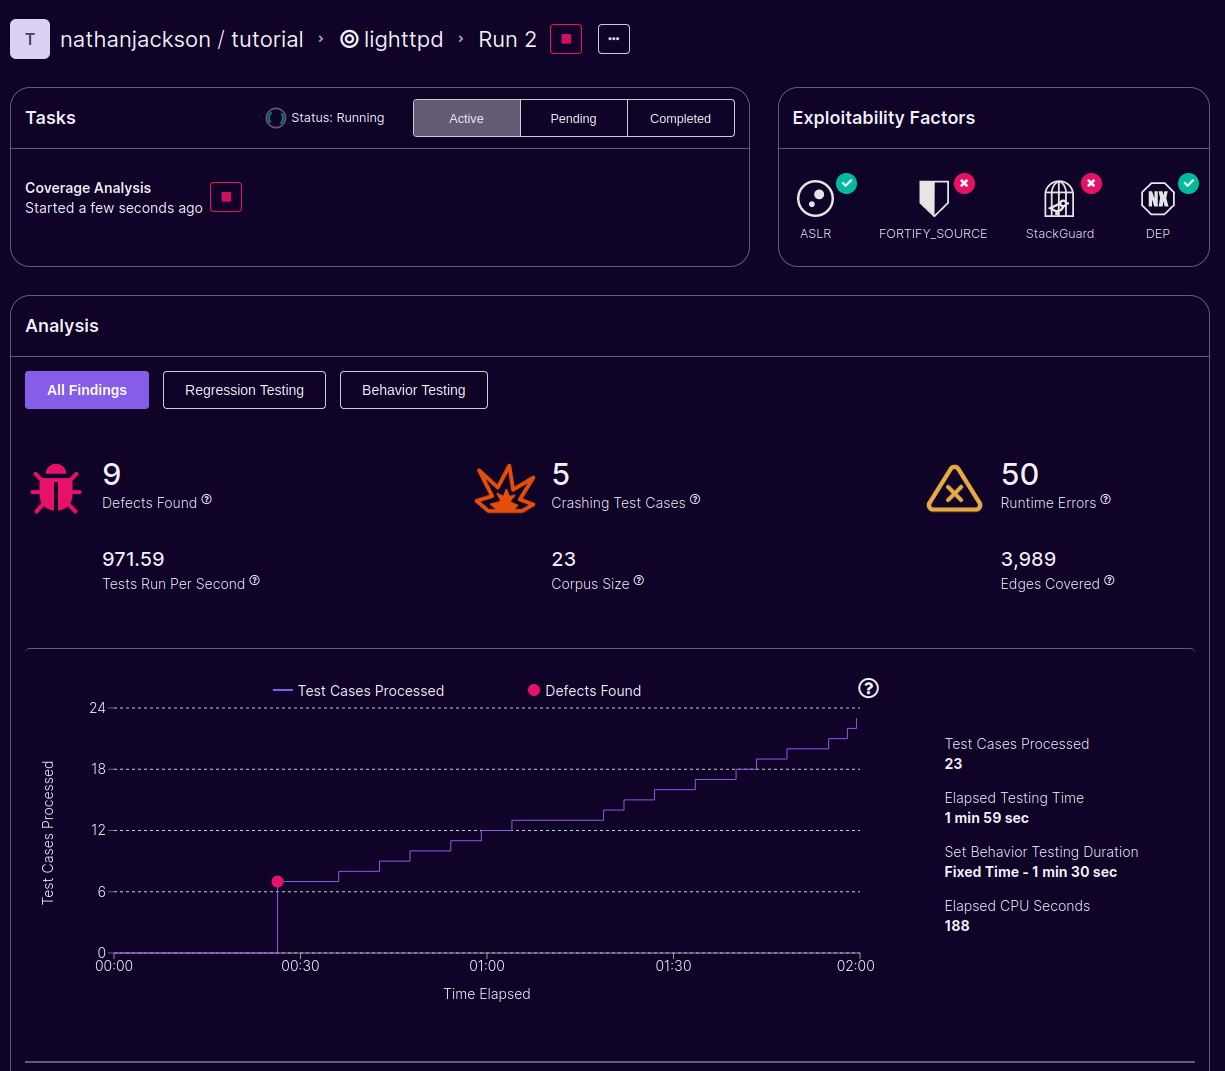 T nathanjackson / tutorial › lighttpd › Run 2 ...
Tasks Status: Running Active Pending Completed
Coverage Analysis
Started a few seconds ago
Exploitability Factors
ASLR FORTIFY_SOURCE StackGuard NX DEP
Analysis
All Findings Regression Testing Behavior Testing
9 5 50
Defects Found ? Crashing Test Cases ? Runtime Errors ?
971.59 23 3,989
Tests Run Per Second ? Corpus Size ? Edges Covered ?
Test Cases Processed Defects Found ?
24
18
12
6
0
Test Cases Processed
00:00 00:30 01:00 01:30 02:00
Time Elapsed
Test Cases Processed
23
Elapsed Testing Time
1 min 59 sec
Set Behavior Testing Duration
Fixed Time - 1 min 30 sec
Elapsed CPU Seconds
188